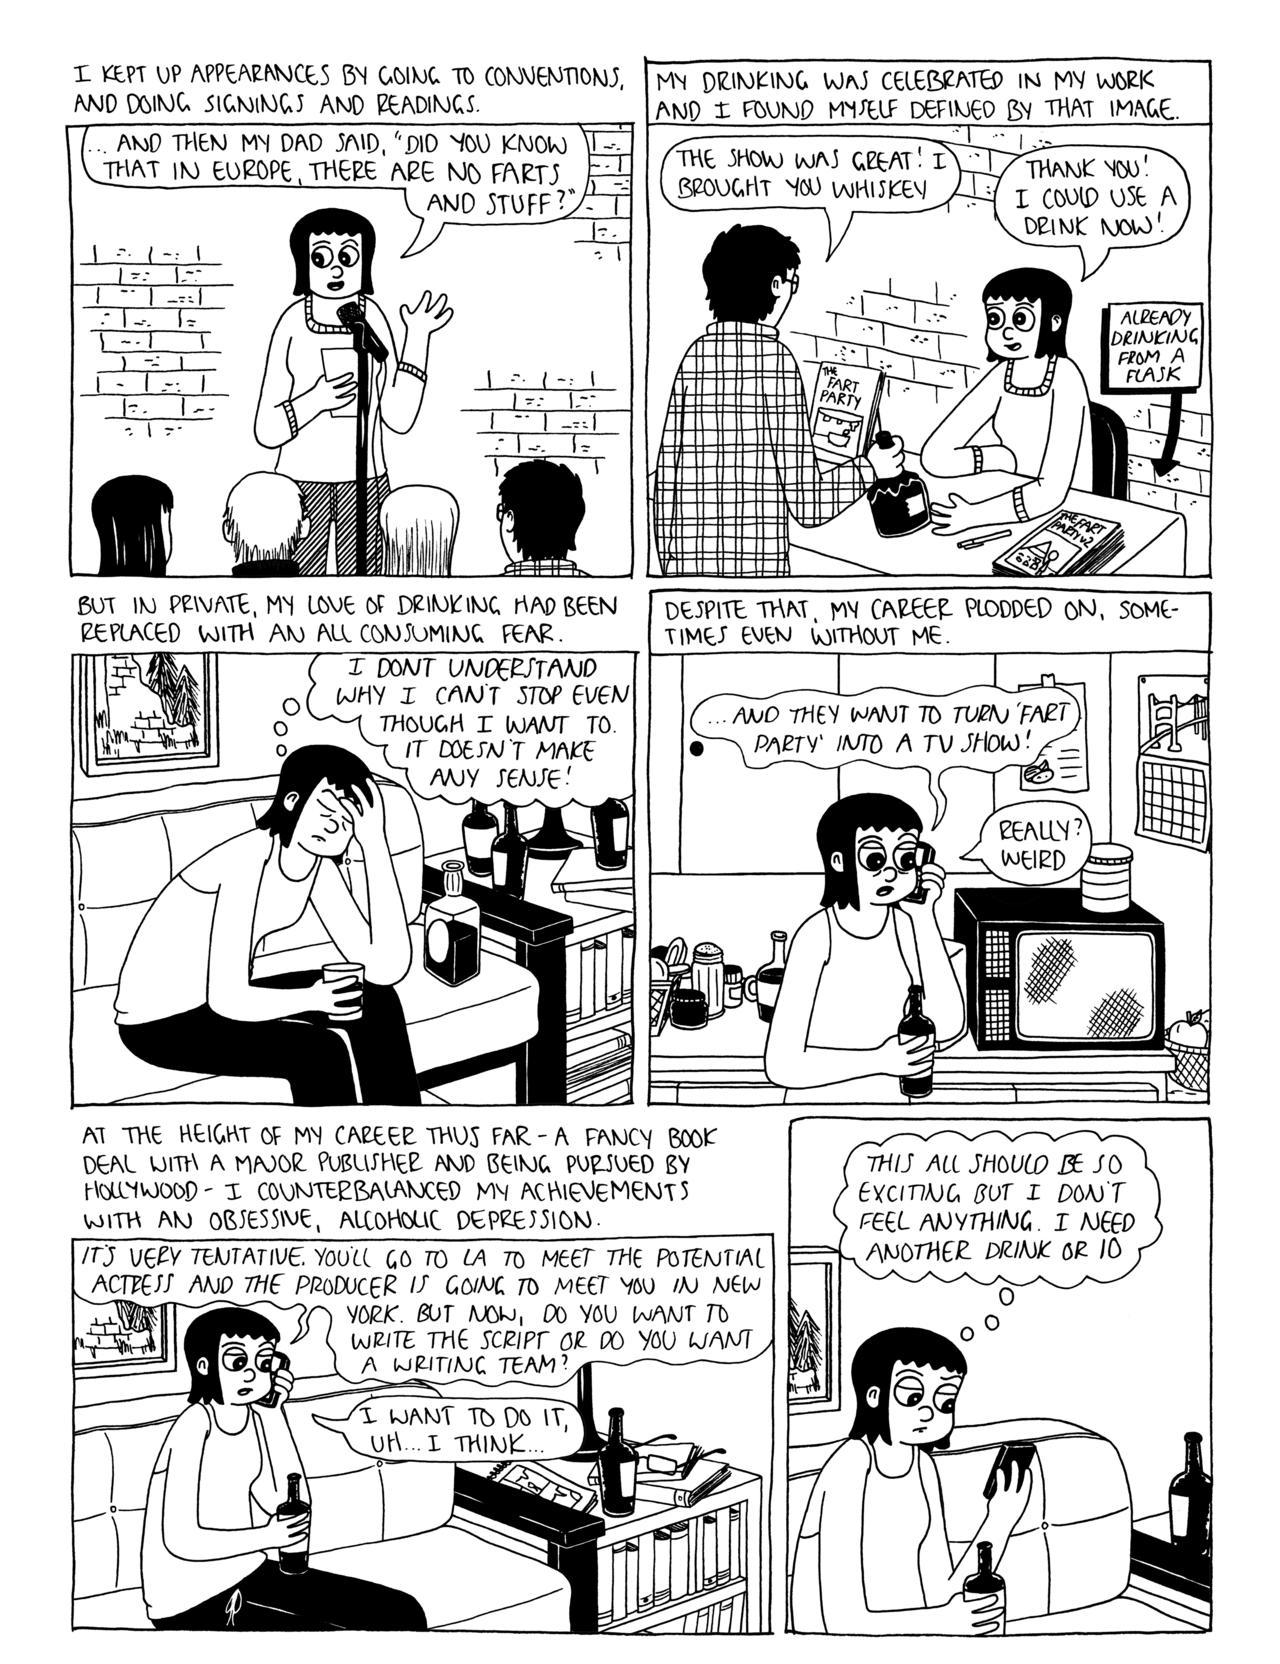 I KEPT UP APPEARANCES BY GOING TO CONVENTIONS,
AND DOING SIGNINGS AND READINGS.
... AND THEN MY DAD SAID, "DID YOU KNOW
THAT IN EUROPE, THERE ARE NO FARTS
AND STUFF?"
MY DRINKING WAS CELEBRATED IN MY WORK
AND I FOUND MYSELF DEFINED BY THAT IMAGE.
THE SHOW WAS GREAT! I
BROUGHT YOU WHISKEY
THANK YOU!
I COULD USE A
DRINK NOW!
ALREADY
DRINKING
FROM A
FLASK
THE
FART
PARTY
THE FART
PARTY V2
BUT IN PRIVATE, MY LOVE OF DRINKING HAD BEEN
REPLACED WITH AN ALL CONSUMING FEAR.
I DONT UNDERSTAND
WHY I CAN'T STOP EVEN
THOUGH I WANT TO.
IT DOESN'T MAKE
ANY SENSE!
DESPITE THAT, MY CAREER PLODDED ON, SOME-
TIMES EVEN WITHOUT ME.
...AND THEY WANT TO TURN 'FART
PARTY' INTO A TV SHOW!
REALLY?
WEIRD
AT THE HEIGHT OF MY CAREER THUS FAR - A FANCY BOOK
DEAL WITH A MAJOR PUBLISHER AND BEING PURSUED BY
HOLLYWOOD - I COUNTERBALANCED MY ACHIEVEMENTS
WITH AN OBSESSIVE, ALCOHOLIC DEPRESSION.
IT'S VERY TENTATIVE. YOU'LL GO TO LA TO MEET THE POTENTIAL
ACTRESS AND THE PRODUCER IS GOING TO MEET YOU IN NEW
YORK. BUT NOW, DO YOU WANT TO
WRITE THE SCRIPT OR DO YOU WANT
A WRITING TEAM?
I WANT TO DO IT,
UH... I THINK...
THIS ALL SHOULD BE SO
EXCITING BUT I DON'T
FEEL ANYTHING. I NEED
ANOTHER DRINK OR 10